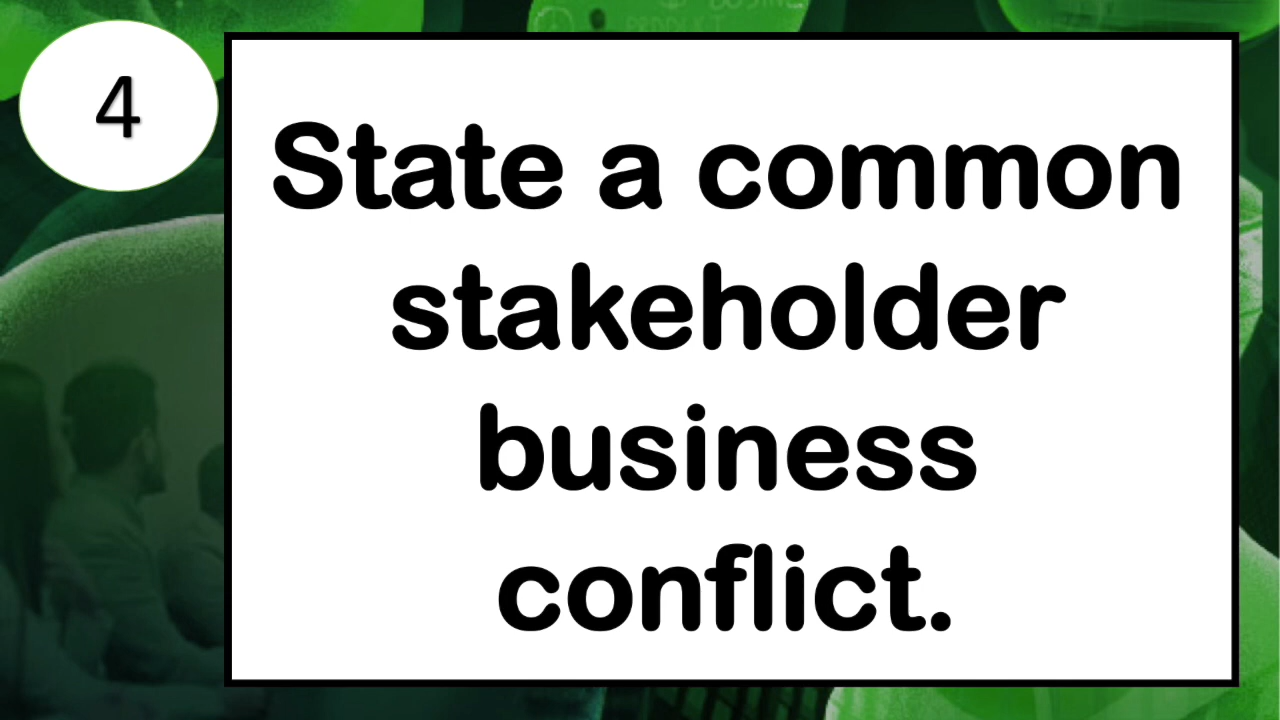 4
State a common
stakeholder
business
conflict.